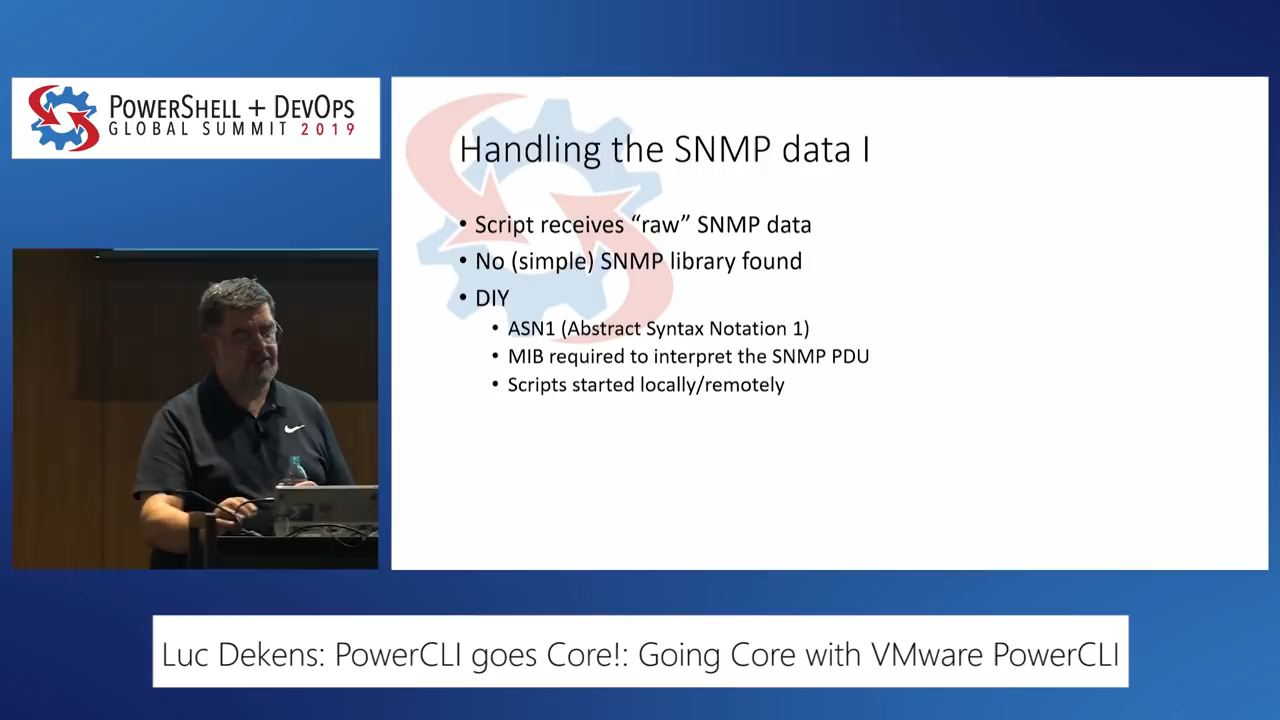 POWERSHELL + DEVOPS
GLOBAL SUMMIT 2019
Handling the SNMP data I
• Script receives “raw” SNMP data
• No (simple) SNMP library found
• DIY
• ASN1 (Abstract Syntax Notation 1)
• MIB required to interpret the SNMP PDU
• Scripts started locally/remotely
Luc Dekens: PowerCLI goes Core!: Going Core with VMware PowerCLI